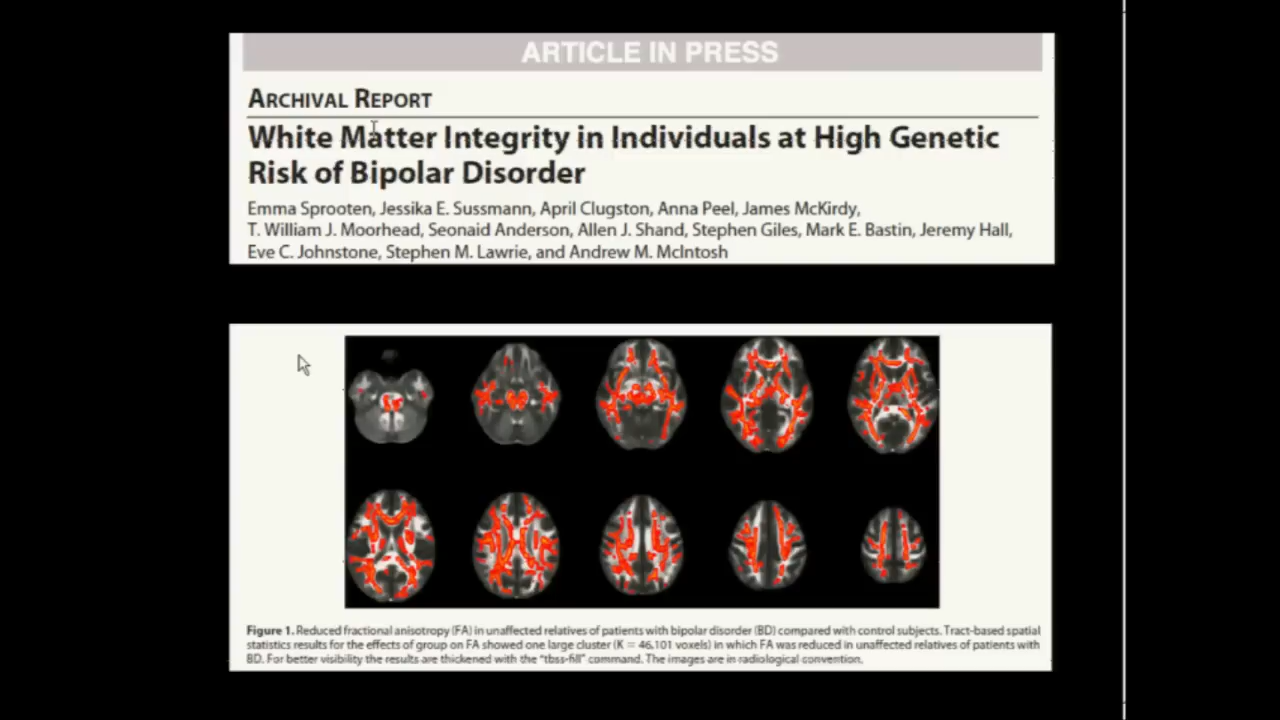 ARTICLE IN PRESS
ARCHIVAL REPORT
White Matter Integrity in Individuals at High Genetic
Risk of Bipolar Disorder
Emma Sprooten, Jessika E. Sussmann, April Clugston, Anna Peel, James McKirdy,
T. William J. Moorhead, Seonaid Anderson, Allen J. Shand, Stephen Giles, Mark E. Bastin, Jeremy Hall,
Eve C. Johnstone, Stephen M. Lawrie, and Andrew M. McIntosh
Figure 1. Reduced fractional anisotropy (FA) in unaffected relatives of patients with bipolar disorder (BD) compared with control subjects. Tract-based spatial
statistics results for the effects of group on FA showed one large cluster (K = 46,101 voxels) in which FA was reduced in unaffected relatives of patients with
BD. For better visibility the results are thickened with the "tbss-fill" command. The images are in radiological convention.